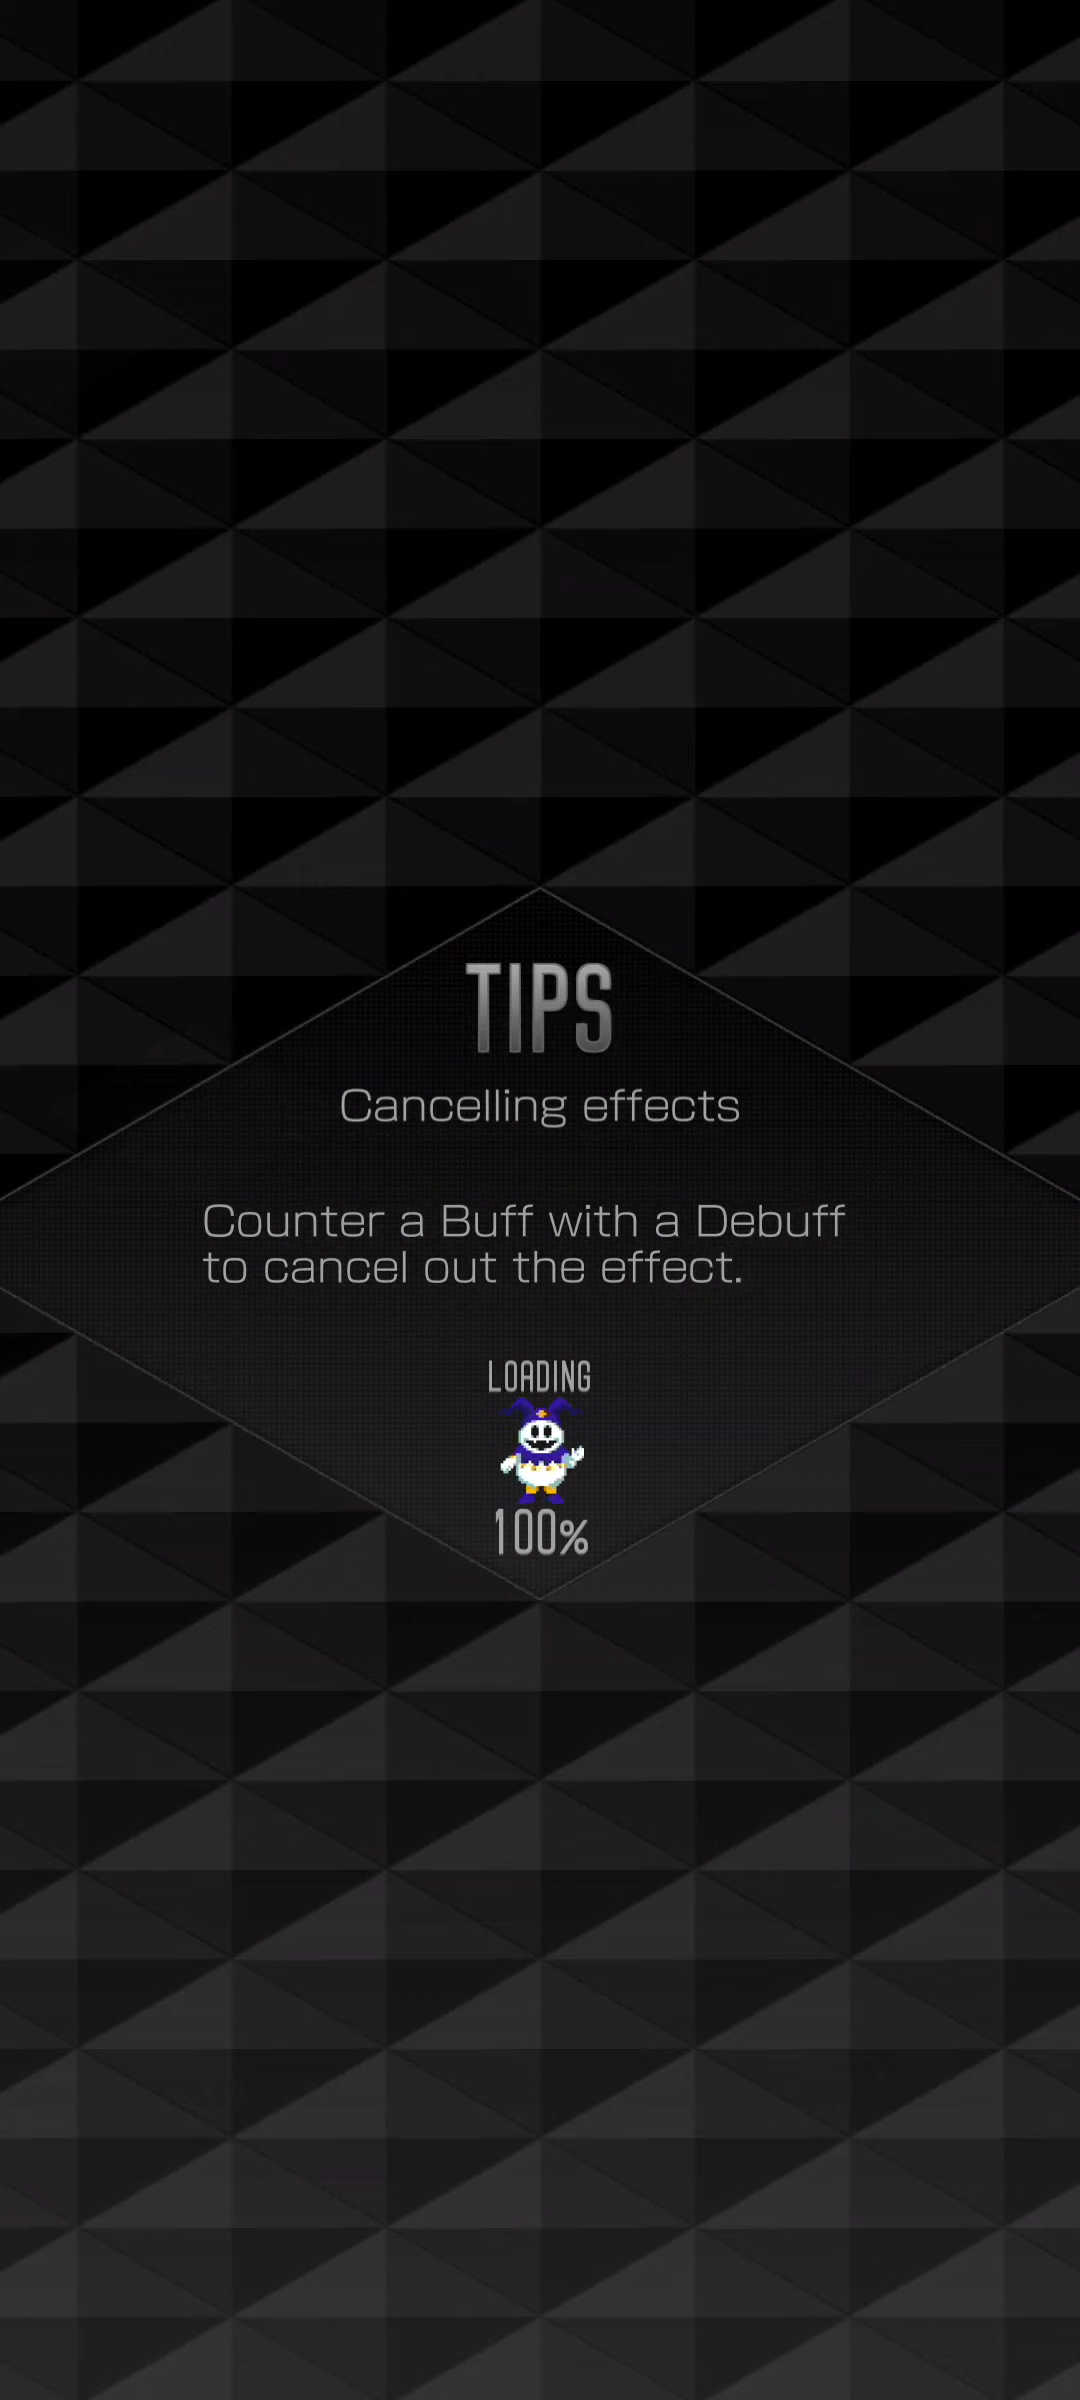 TIPS
Cancelling effects
Counter a Buff with a Debuff
to cancel out the effect.
LOADING
100%